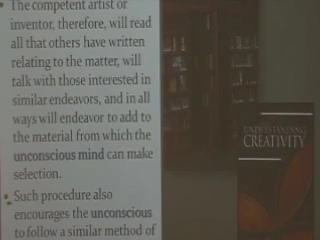 • The competent artist or
inventor, therefore, will read
all that others have written
relating to the matter, will
talk with those interested in
similar endeavors, and in all
ways will endeavor to add to
the material from which the
unconscious mind can make
selection.
• Such procedure also
encourages the unconscious
to follow a similar method of
UNDERSTANDING
CREATIVITY